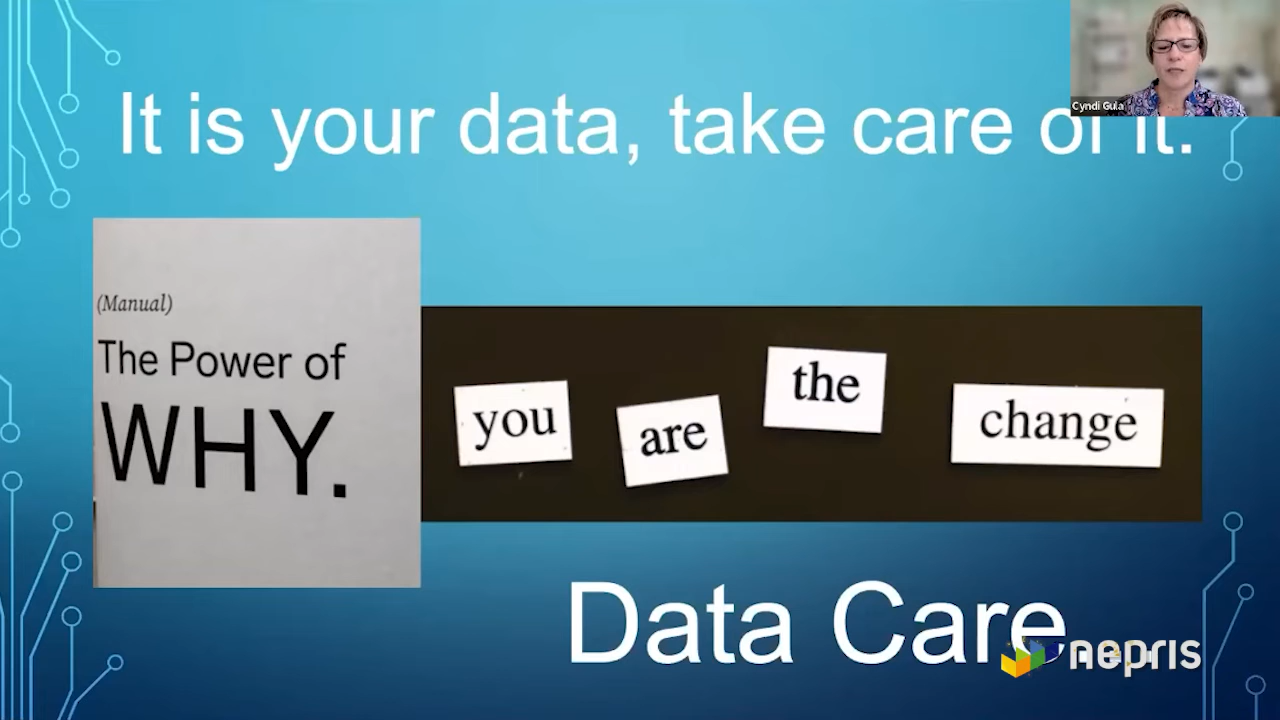 It is your data, take care of it.
Cyndi Gula
(Manual)
The Power of
WHY.
you are the change
Data Care
nepris